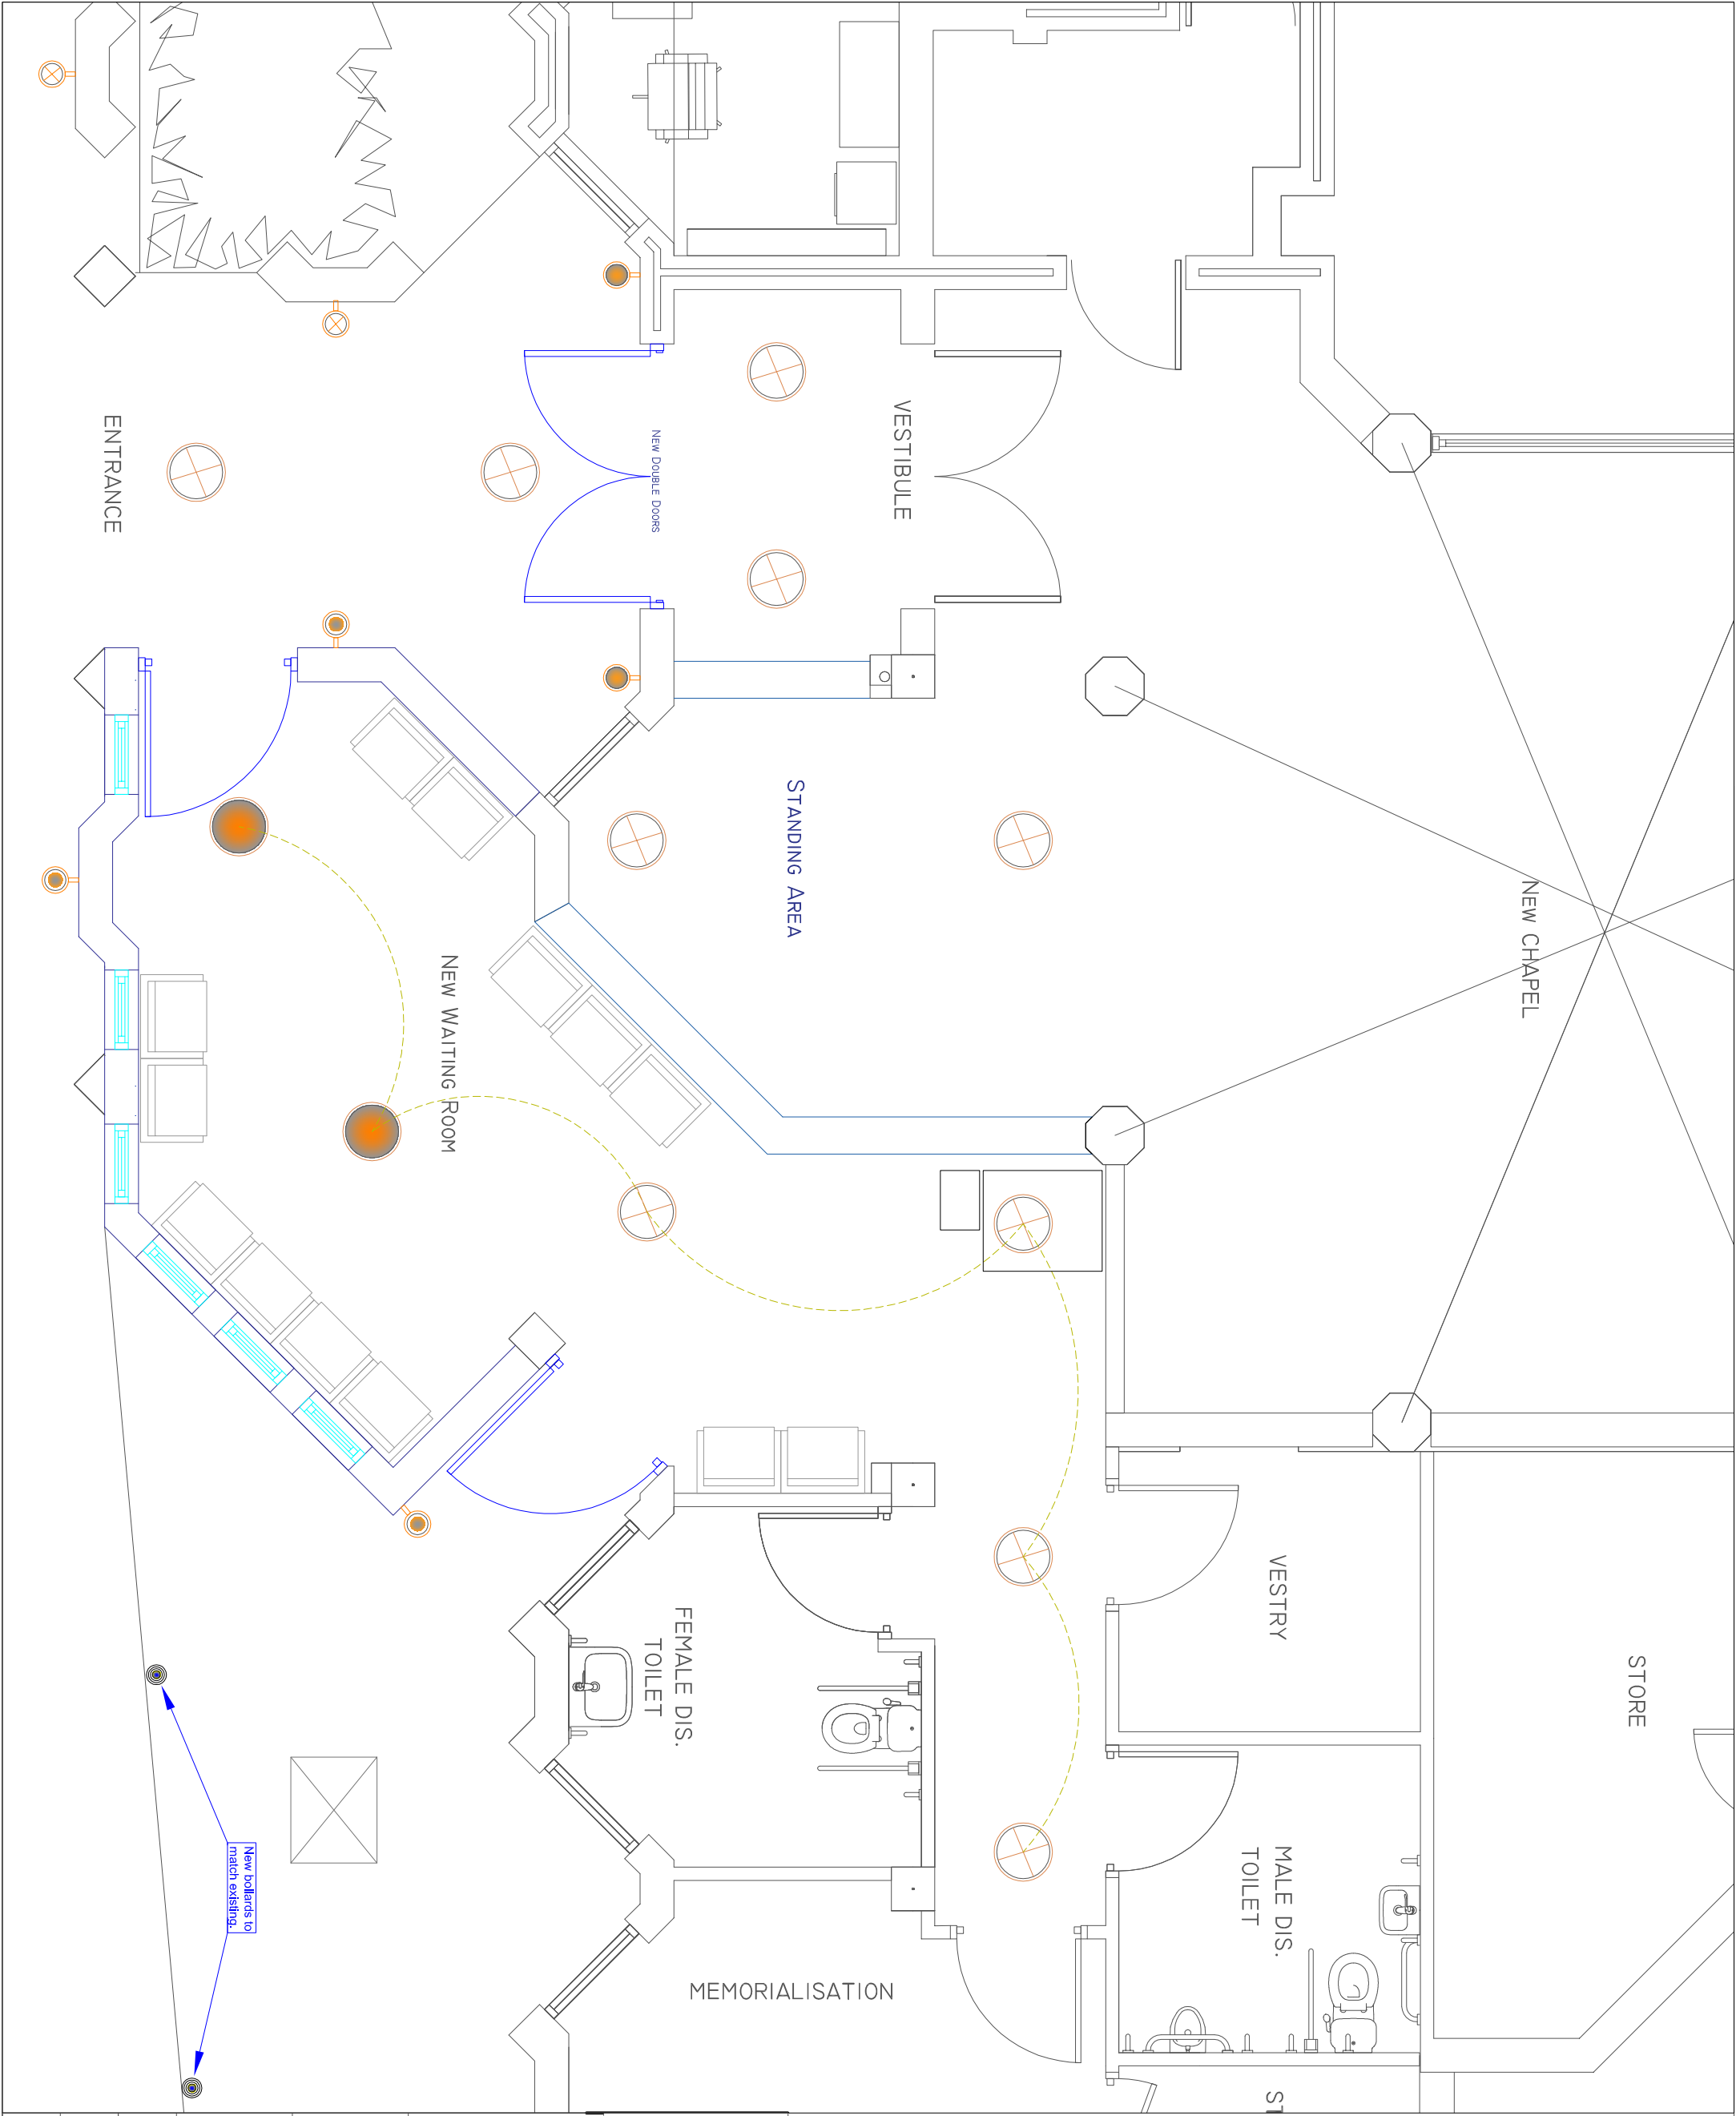 ENTRANCE
New Double Doors
VESTIBULE
Standing Area
New Chapel
New Waiting Room
VESTRY
STORE
FEMALE DIS.
TOILET
MALE DIS.
TOILET
New bollards to
match existing.
MEMORIALISATION